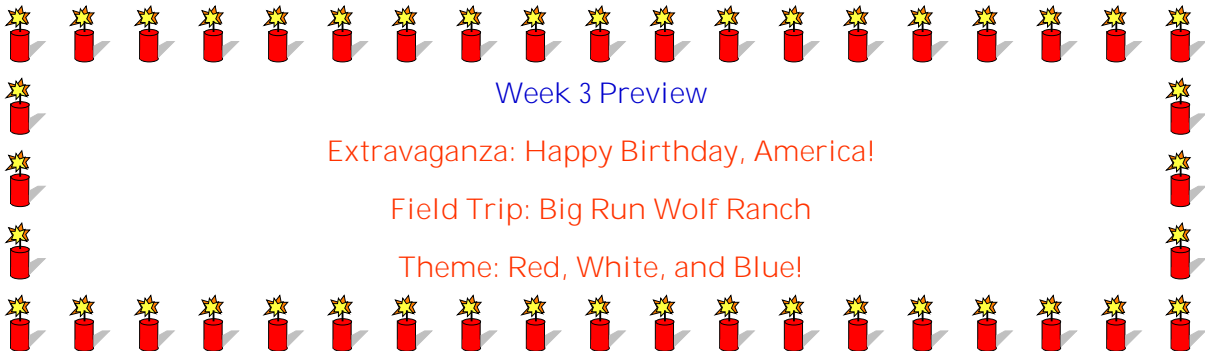 Week 3 Preview
Extravaganza: Happy Birthday, America!
Field Trip: Big Run Wolf Ranch
Theme: Red, White, and Blue!